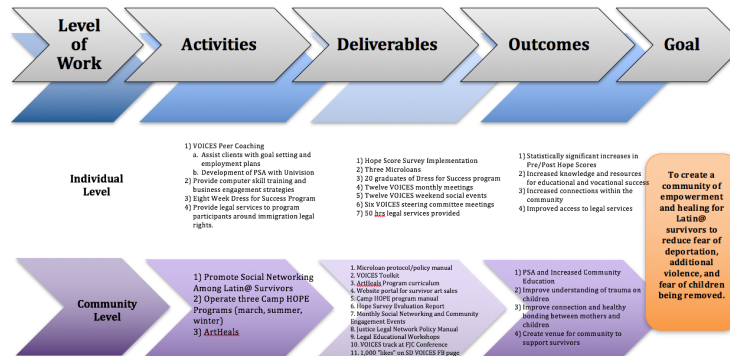 Level
of
Work
Activities
Deliverables
Outcomes
Goal
Individual
Level
1) VOICES Peer Coaching
a. Assist clients with goal setting and
employment plans
b. Development of PSA with Univision
2) Provide computer skill training and
business engagement strategies
3) Eight Week Dress for Success Program
4) Provide legal services to program
participants around immigration legal
rights.
1) Hope Score Survey Implementation
2) Three Microloans
3) 20 graduates of Dress for Success program
4) Twelve VOICES monthly meetings
5) Twelve VOICES weekend social events
6) Six VOICES steering committee meetings
7) 50 hrs legal services provided
1) Statistically significant increases in
Pre/Post Hope Scores
2) Increased knowledge and resources
for educational and vocational success
3) Increased connections within the
community
4) Improved access to legal services
To create a
community of
empowerment
and healing for
Latin@
survivors to
reduce fear of
deportation,
additional
violence, and
fear of children
being removed.
Community
Level
1) Promote Social Networking
Among Latin@ Survivors
2) Operate three Camp HOPE
Programs (march, summer,
winter)
3) ArtHeals
1. Microloan protocol/policy manual
2. VOICES Toolkit
3. ArtHeals Program curriculum
4. Website portal for survivor art sales
5. Camp HOPE program manual
6. Hope Survey Evaluation Report
7. Monthly Social Networking and Community
Engagement Events
8. Justice Legal Network Policy Manual
9. Legal Educational Workshops
10. VOICES track at FJC Conference
11. 1,000 "likes" on SD VOICES FB page
1) PSA and Increased Community
Education
2) Improve understanding of trauma on
children
3) Improve connection and healthy
bonding between mothers and
children
4) Create venue for community to
support survivors